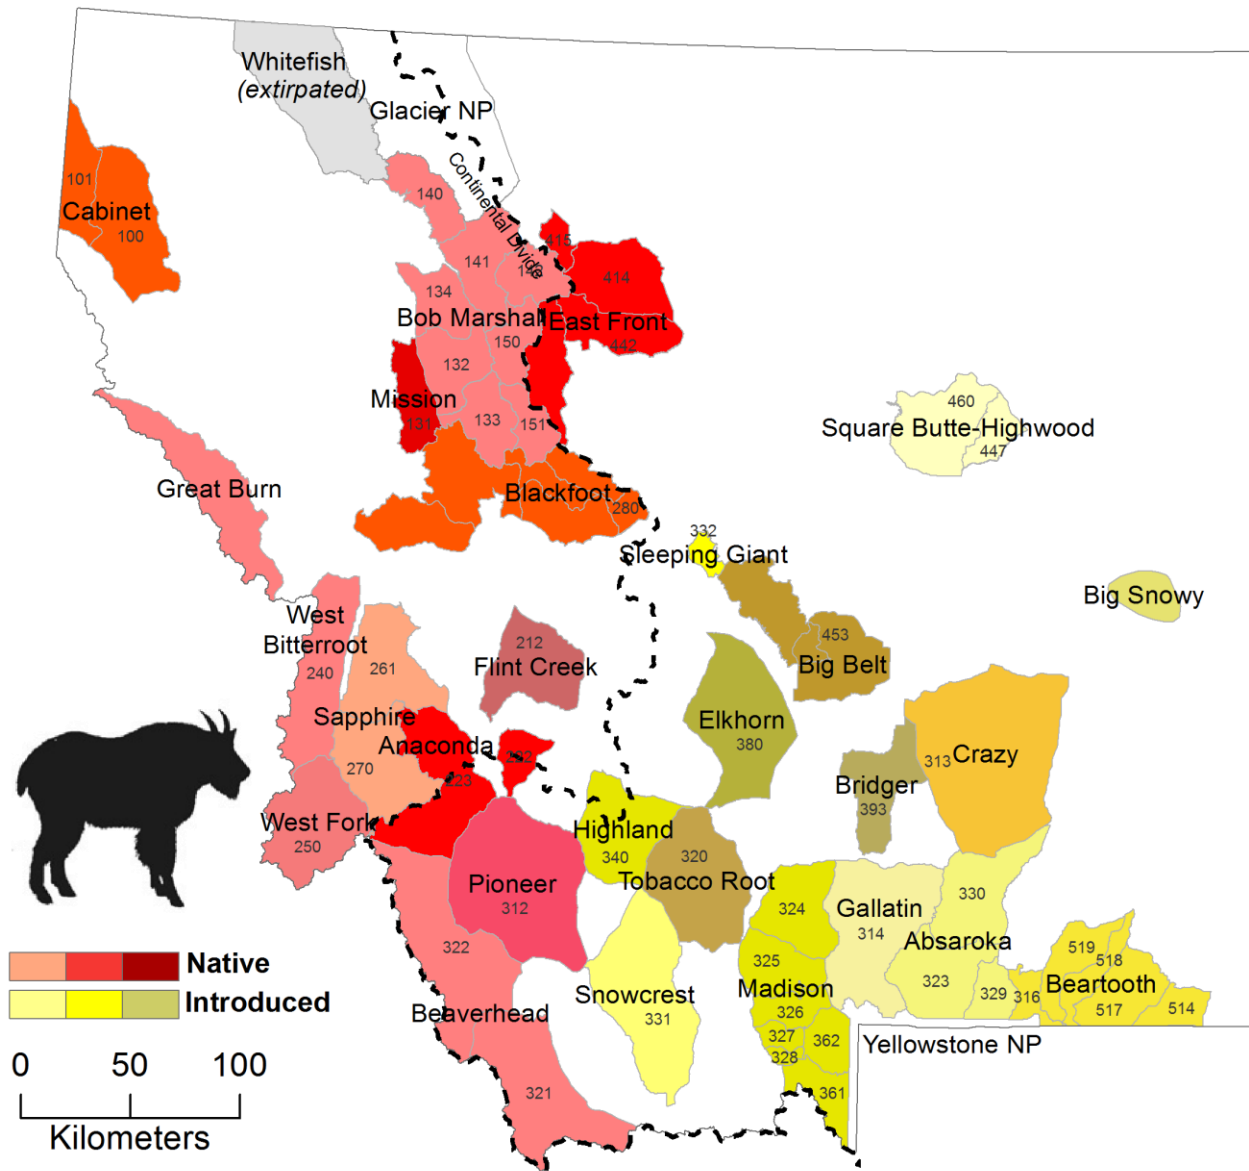 Whitefish
(extirpated)
Glacier NP
Continental Divide
101
Cabinet
100
140
415
141
414
134
Bob Marshall
East Front
150
442
132
Mission
131
133
151
460
Square Butte-Highwood
447
Great Burn
Blackfoot
280
332
Sleeping Giant
Big Snowy
West
Bitterroot
240
261
212
Flint Creek
453
Big Belt
Sapphire
Anaconda
270
223
222
Elkhorn
380
313
Crazy
Bridger
393
West Fork
250
Highland
340
320
Tobacco Root
Pioneer
312
324
Gallatin
314
330
Absaroka
323
329
316
519
518
Beartooth
517
514
322
Beaverhead
321
Snowcrest
331
325
Madison
326
327
328
362
361
Yellowstone NP
Native
Introduced
0 50 100
Kilometers